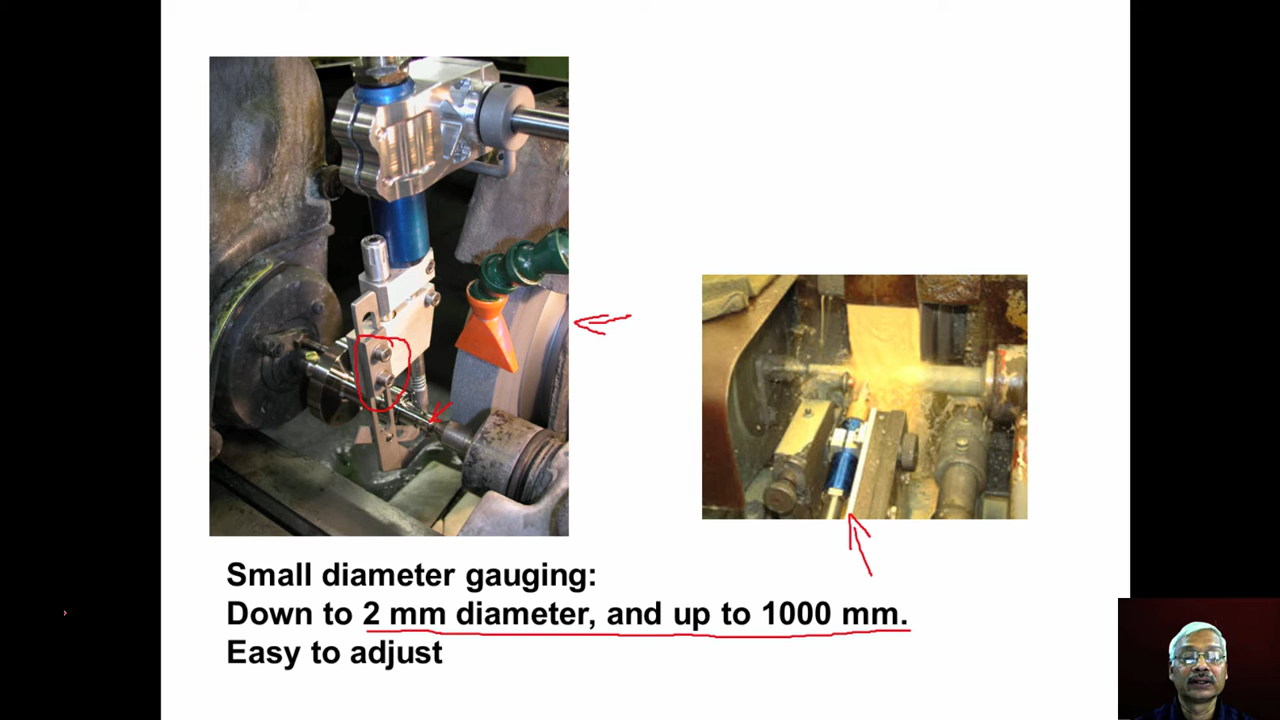 Small diameter gauging:
Down to 2 mm diameter, and up to 1000 mm.
Easy to adjust